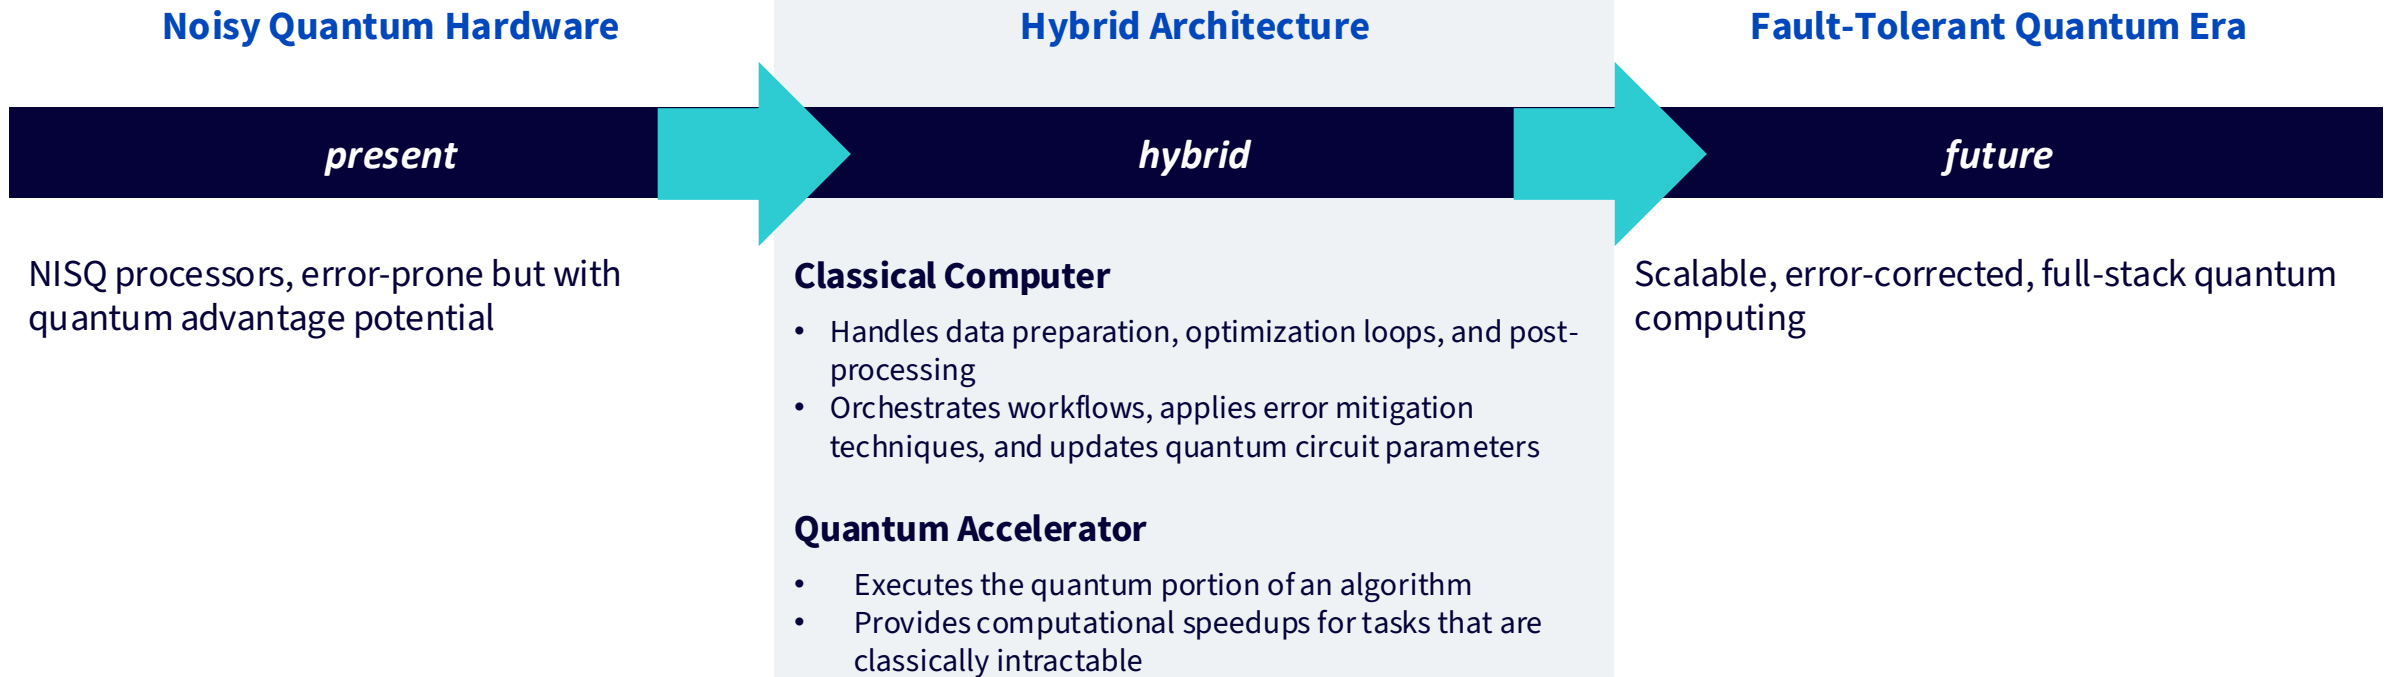 Noisy Quantum Hardware
Hybrid Architecture
Fault-Tolerant Quantum Era
present
hybrid
future
NISQ processors, error-prone but with
quantum advantage potential
Classical Computer
• Handles data preparation, optimization loops, and post-
processing
• Orchestrates workflows, applies error mitigation
techniques, and updates quantum circuit parameters
Quantum Accelerator
• Executes the quantum portion of an algorithm
• Provides computational speedups for tasks that are
classically intractable
Scalable, error-corrected, full-stack quantum
computing